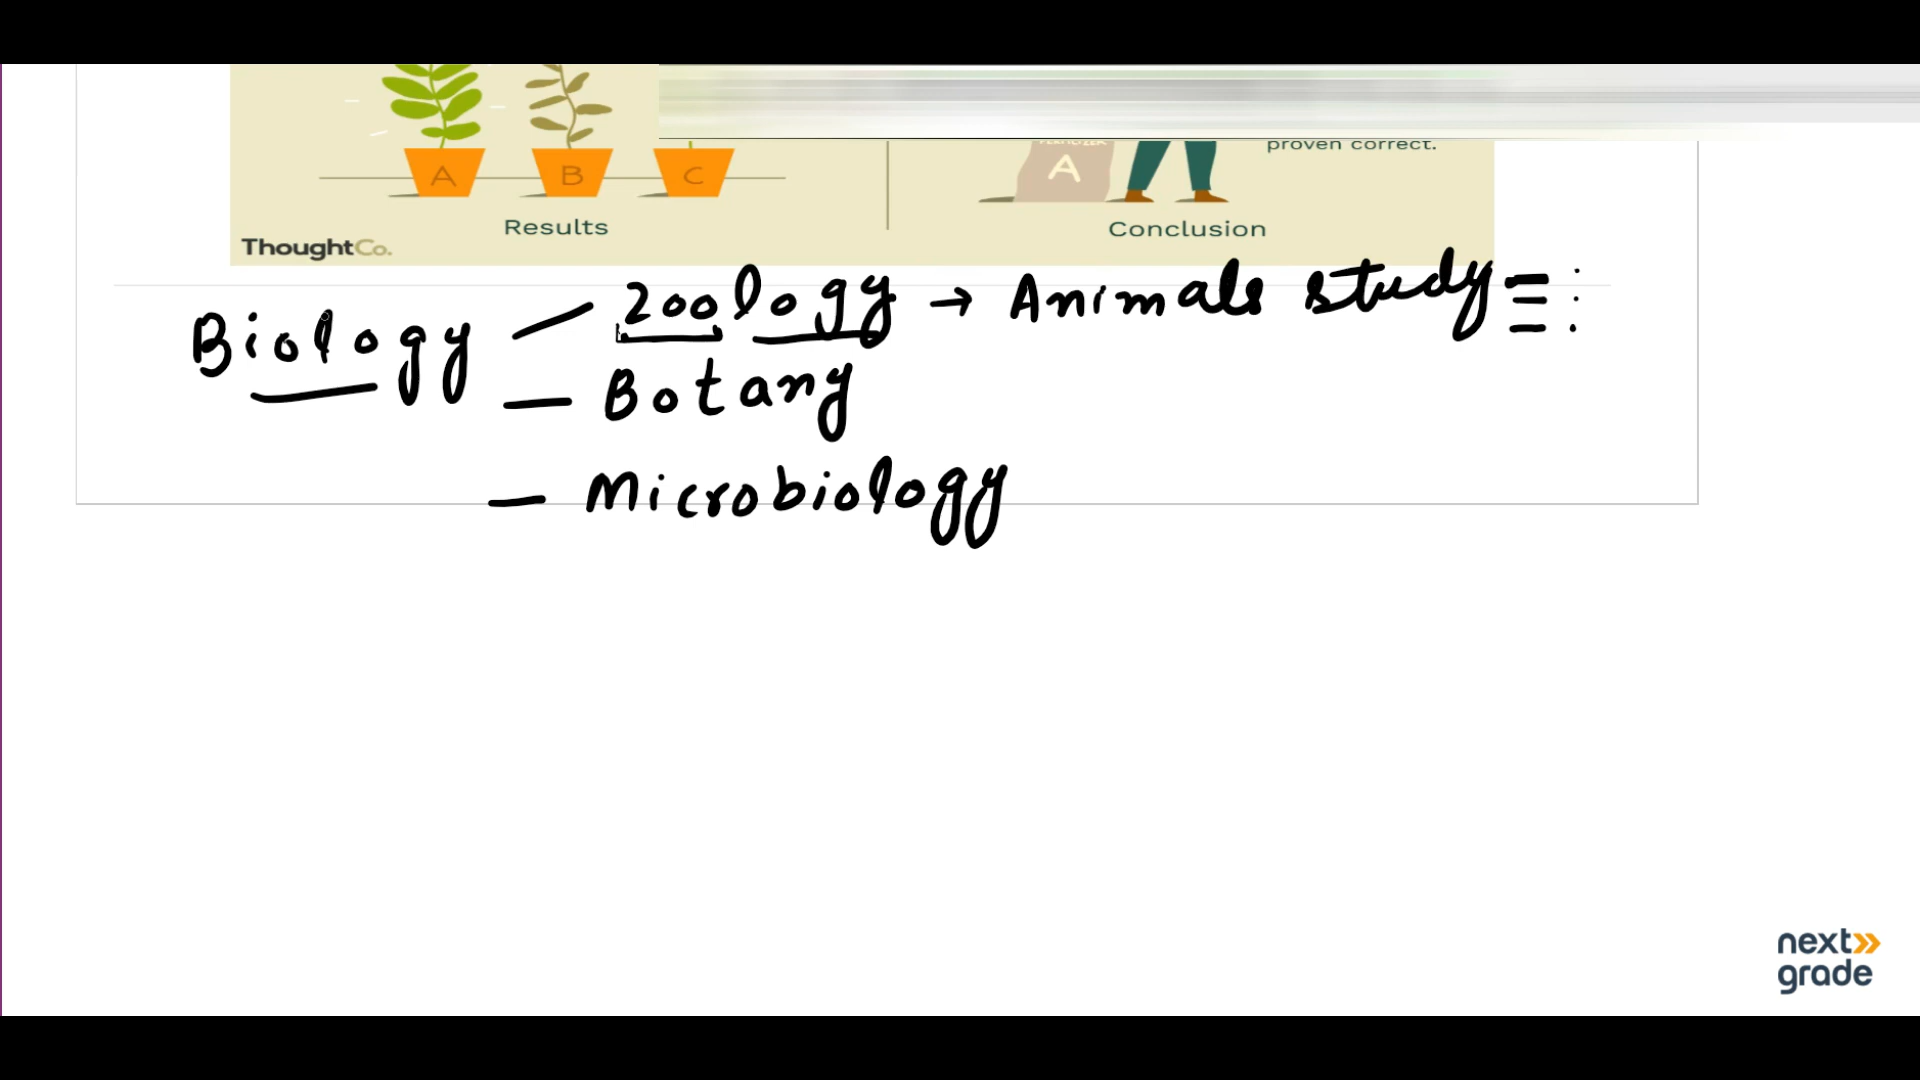 proven correct.
A
A B C
Results
Conclusion
ThoughtCo.
Biology — Zoology → Animals study
— Botany
— Microbiology
next
grade